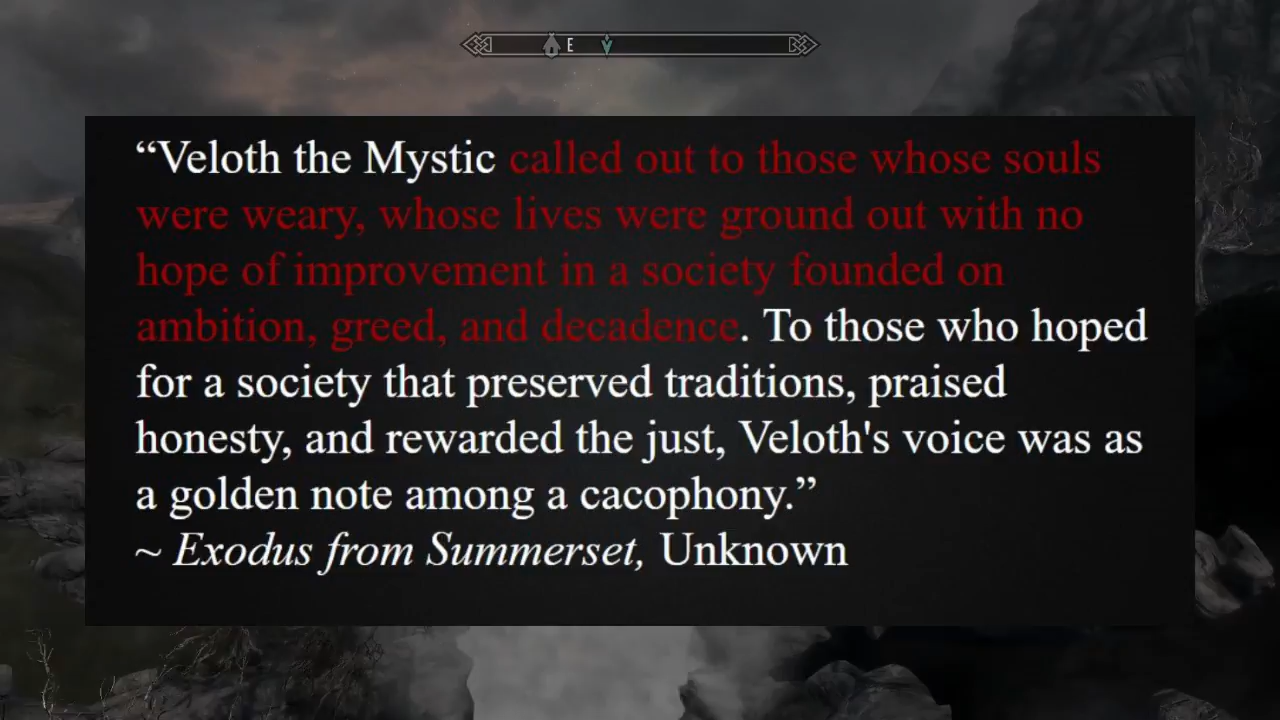 E
“Veloth the Mystic called out to those whose souls
were weary, whose lives were ground out with no
hope of improvement in a society founded on
ambition, greed, and decadence. To those who hoped
for a society that preserved traditions, praised
honesty, and rewarded the just, Veloth's voice was as
a golden note among a cacophony.”
~ Exodus from Summerset, Unknown